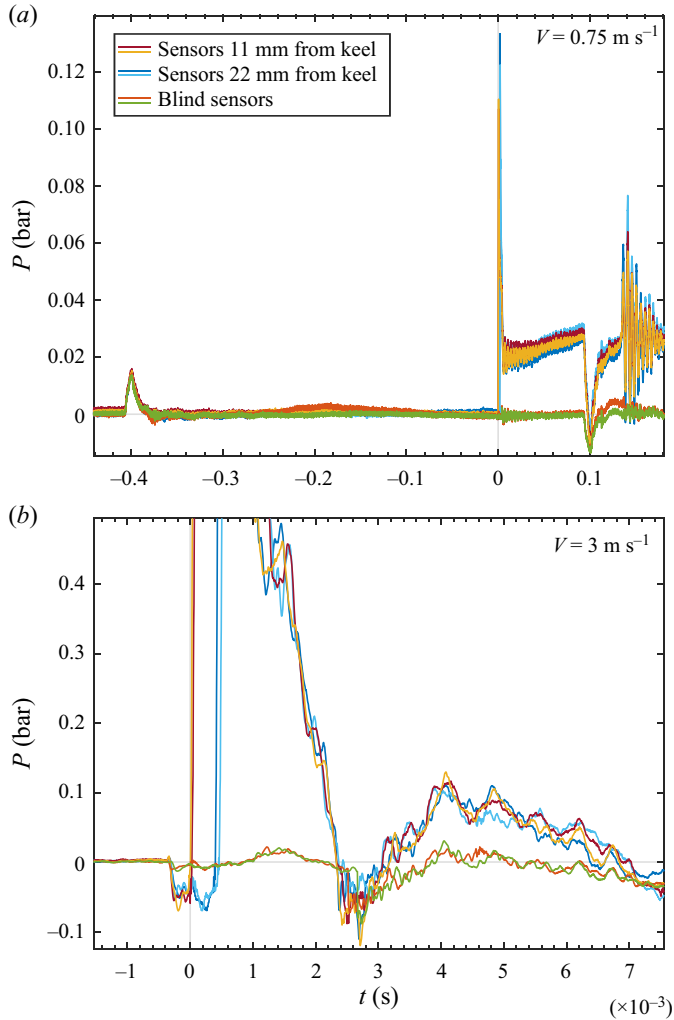 (a)
V = 0.75 m s⁻¹
Sensors 11 mm from keel
Sensors 22 mm from keel
Blind sensors
0.12
0.10
0.08
0.06
0.04
0.02
0
P (bar)
−0.4 −0.3 −0.2 −0.1 0 0.1
(b)
V = 3 m s⁻¹
0.4
0.3
0.2
0.1
0
−0.1
P (bar)
−1 0 1 2 3 4 5 6 7
t (s)
(×10⁻³)